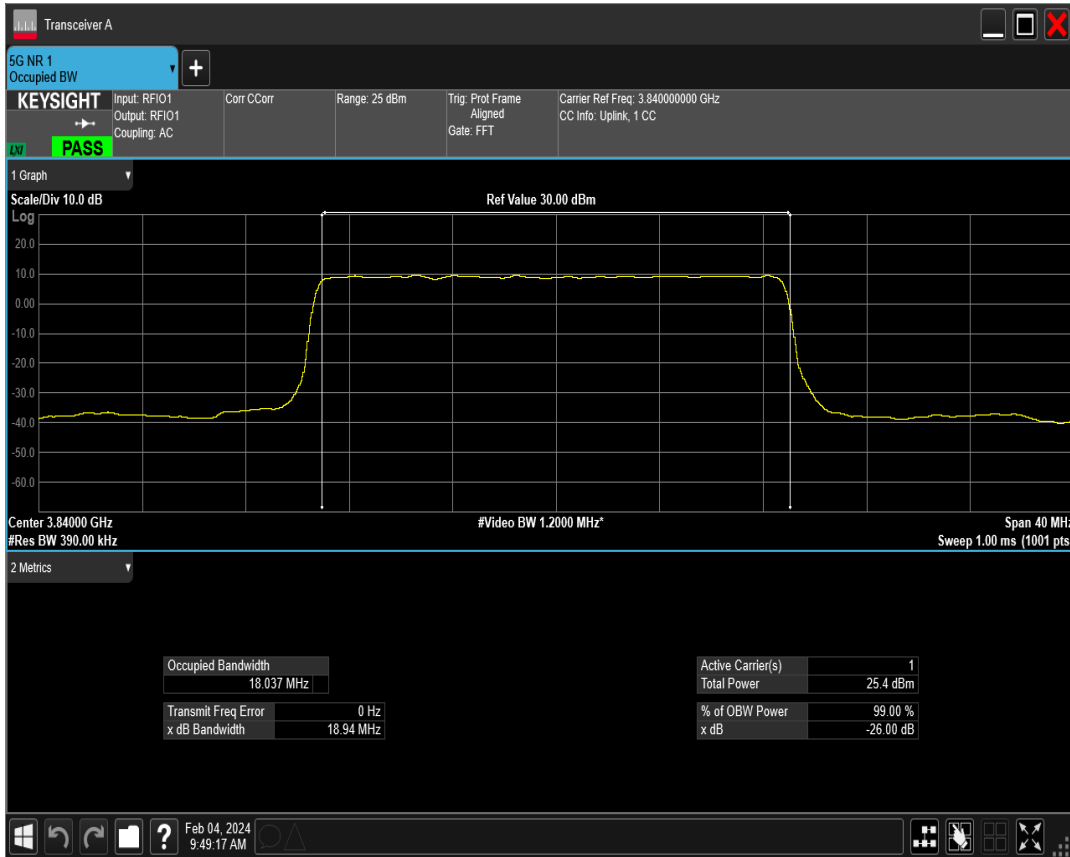 Transceiver A
5G NR 1
Occupied BW
+
KEYSIGHT
LXI
PASS
Input: RFIO1
Output: RFIO1
Coupling: AC
Corr CCorr
Range: 25 dBm
Trig: Prot Frame
Aligned
Gate: FFT
Carrier Ref Freq: 3.840000000 GHz
CC Info: Uplink, 1 CC
1 Graph
Scale/Div 10.0 dB
Ref Value 30.00 dBm
Log
20.0
10.0
0.00
-10.0
-20.0
-30.0
-40.0
-50.0
-60.0
Center 3.84000 GHz
#Video BW 1.2000 MHz*
Span 40 MHz
#Res BW 390.00 kHz
Sweep 1.00 ms (1001 pts
2 Metrics
Occupied Bandwidth
18.037 MHz
Transmit Freq Error 0 Hz
x dB Bandwidth 18.94 MHz
Active Carrier(s) 1
Total Power 25.4 dBm
% of OBW Power 99.00 %
x dB -26.00 dB
?
Feb 04, 2024
9:49:17 AM